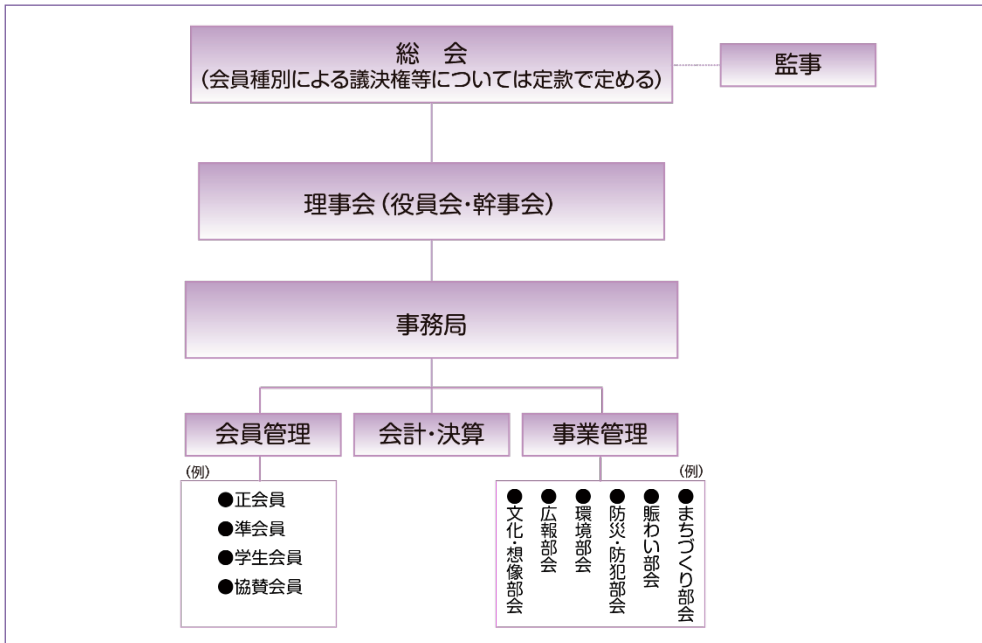 総　会
(会員種別による議決権等については定款で定める)
監事
理事会(役員会・幹事会)
事務局
会員管理
会計・決算
事業管理
(例)
●正会員
●準会員
●学生会員
●協賛会員
(例)
●まちづくり部会
●賑わい部会
●防災・防犯部会
●環境部会
●広報部会
●文化・想像部会